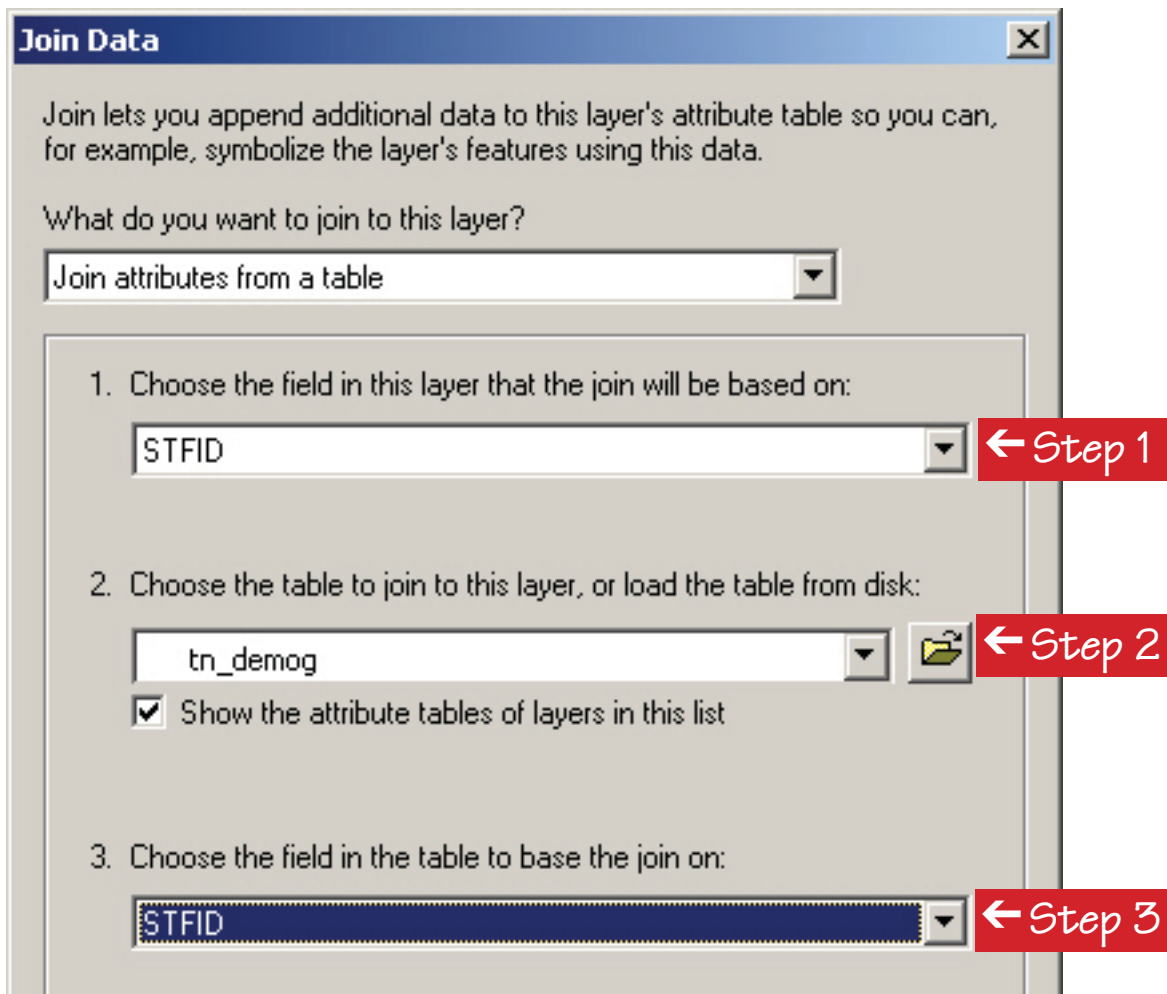 Join Data
Join lets you append additional data to this layer's attribute table so you can,
for example, symbolize the layer's features using this data.
What do you want to join to this layer?
Join attributes from a table
1. Choose the field in this layer that the join will be based on:
STFID
← Step 1
2. Choose the table to join to this layer, or load the table from disk:
tn_demog
← Step 2
Show the attribute tables of layers in this list
3. Choose the field in the table to base the join on:
STFID
← Step 3